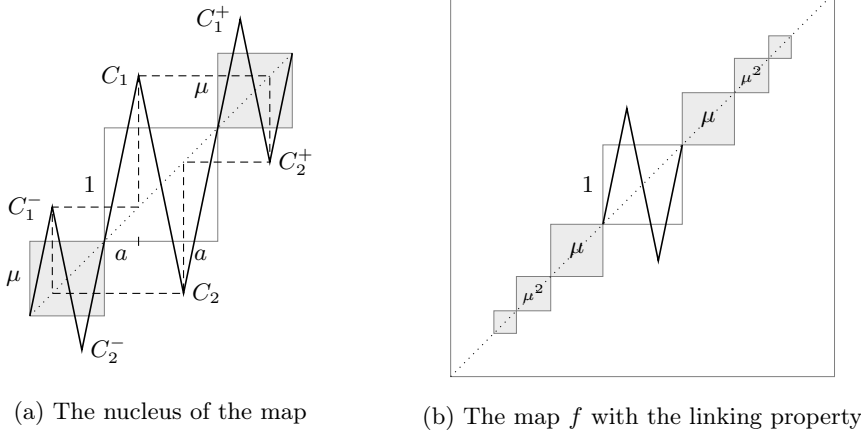 C₁⁺
C₁
μ
C₂⁺
1
C₁⁻
a
a
μ
C₂
C₂⁻
(a) The nucleus of the map
μ²
μ
1
μ
μ²
(b) The map f with the linking property